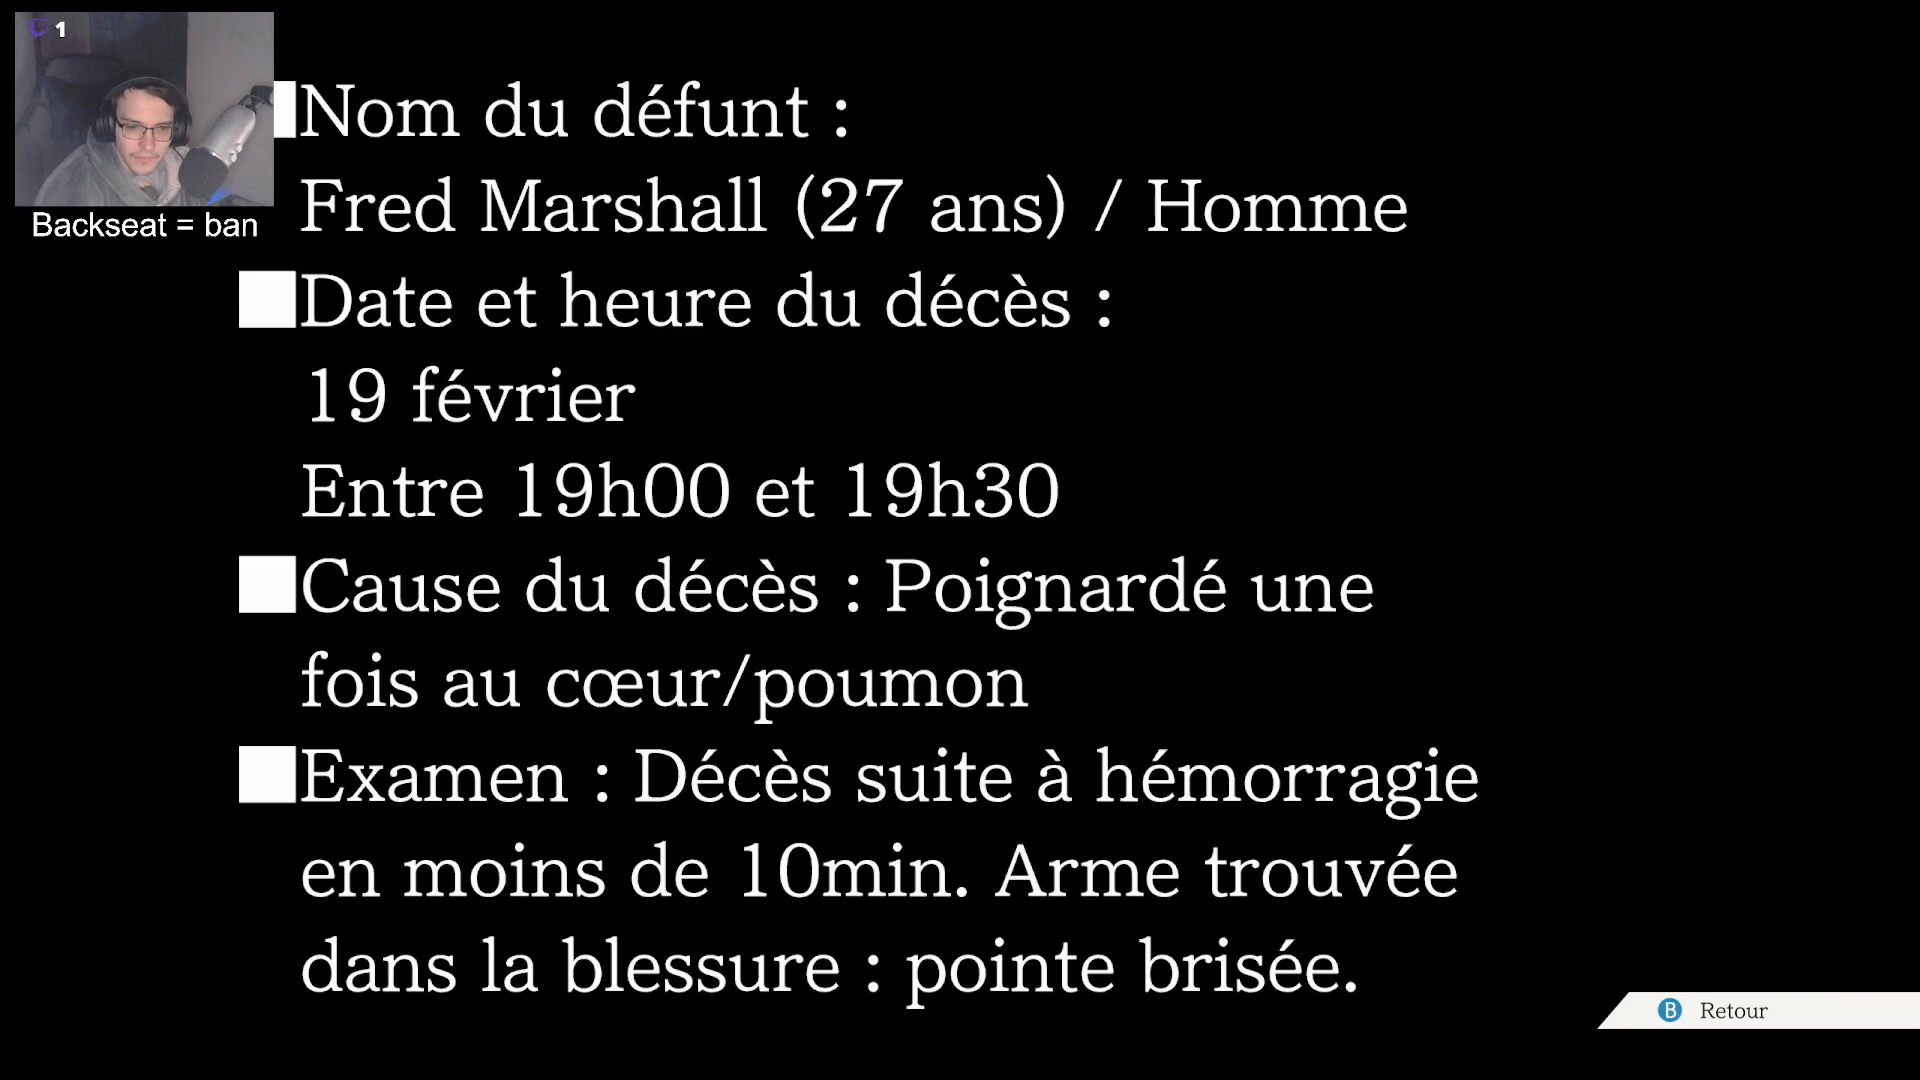 1
Backseat = ban
■Nom du défunt :
Fred Marshall (27 ans) / Homme
■Date et heure du décès :
19 février
Entre 19h00 et 19h30
■Cause du décès : Poignardé une
fois au cœur/poumon
■Examen : Décès suite à hémorragie
en moins de 10min. Arme trouvée
dans la blessure : pointe brisée.
B Retour